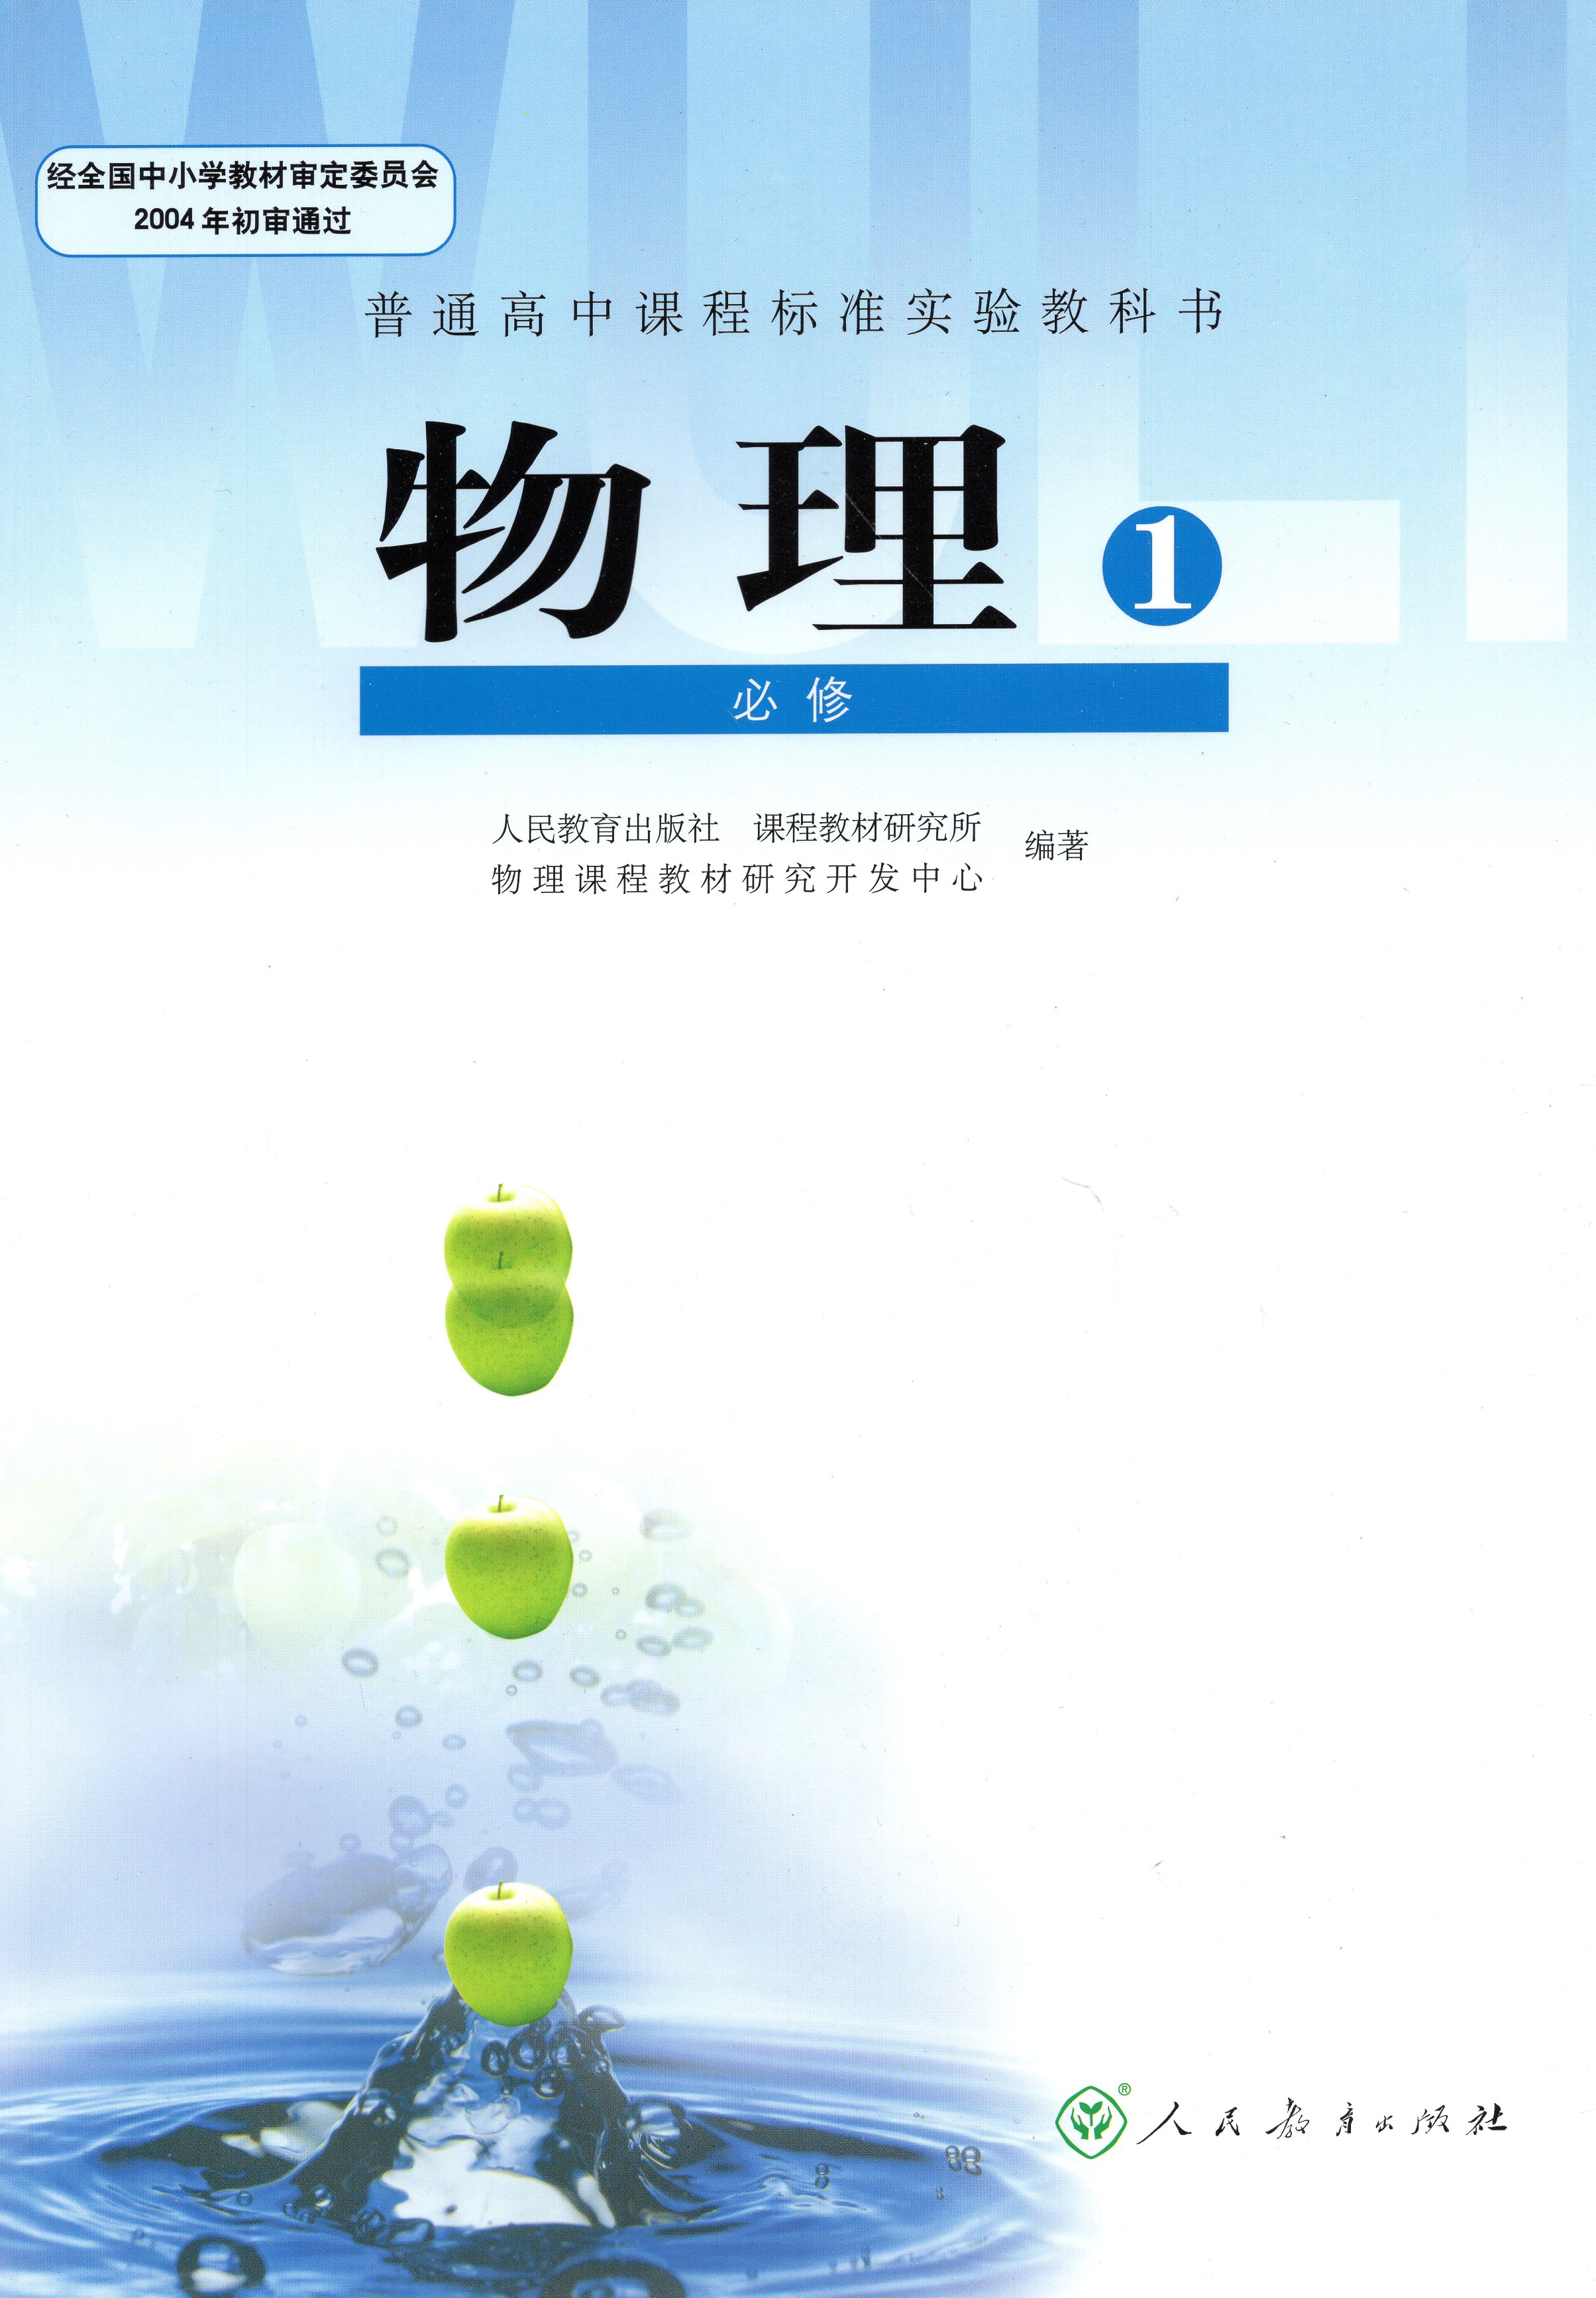 WULI
经全国中小学教材审定委员会
2004年初审通过
普通高中课程标准实验教科书
物理 1
必修
人民教育出版社 课程教材研究所
物理课程教材研究开发中心
编著
®
人民教育出版社